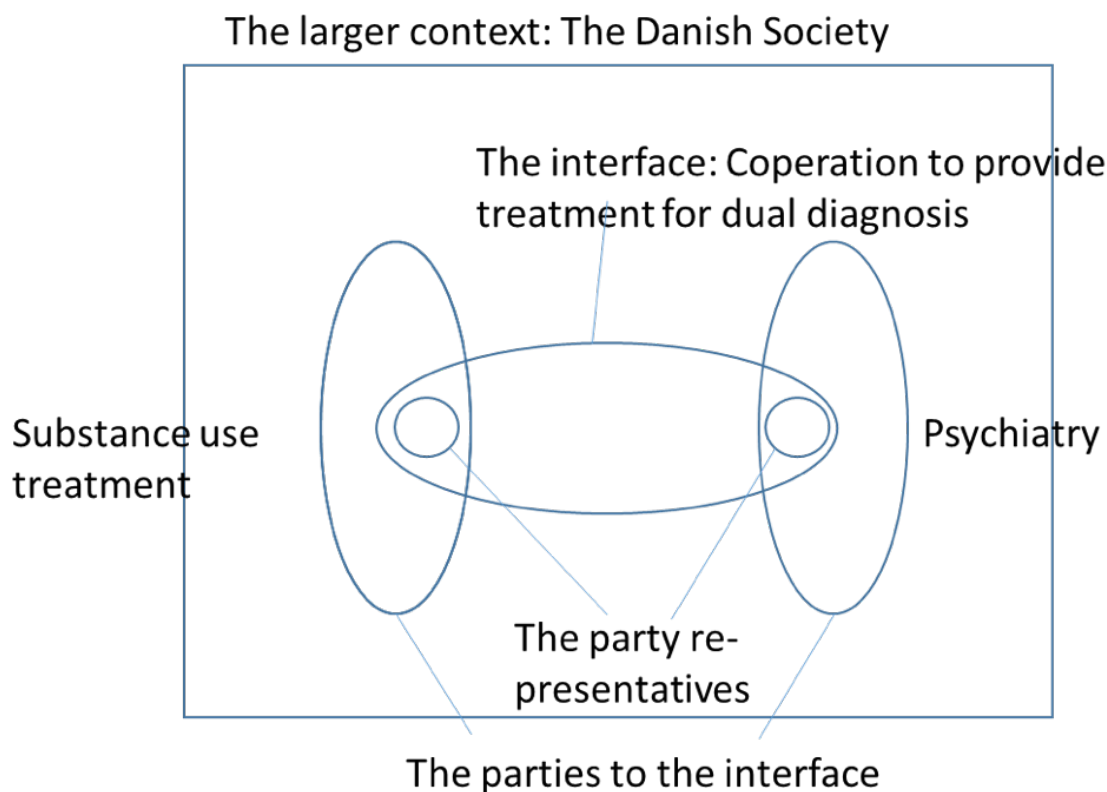 The larger context: The Danish Society
The interface: Coperation to provide
treatment for dual diagnosis
Substance use
treatment
Psychiatry
The party re-
presentatives
The parties to the interface